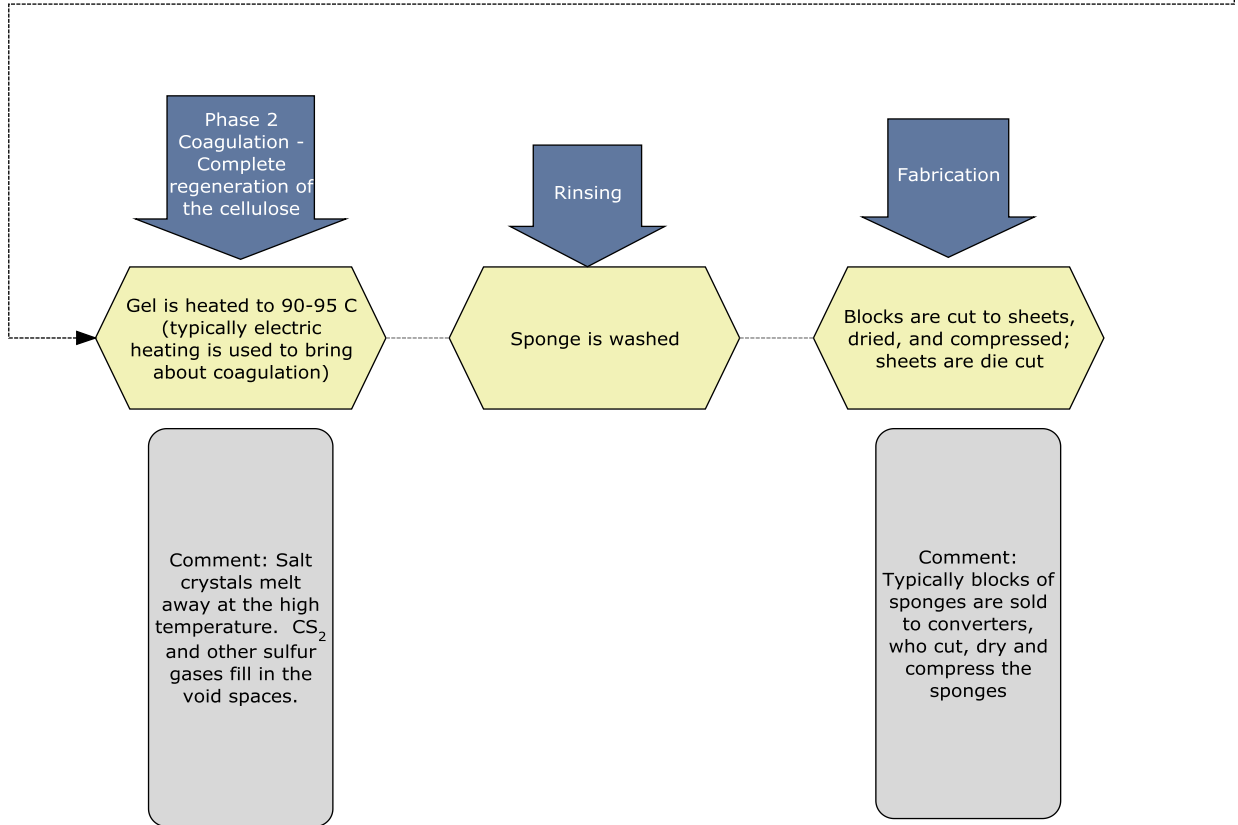 Phase 2
Coagulation -
Complete
regeneration of
the cellulose
Rinsing
Fabrication
Gel is heated to 90-95 C
(typically electric
heating is used to bring
about coagulation)
Sponge is washed
Blocks are cut to sheets,
dried, and compressed;
sheets are die cut
Comment: Salt
crystals melt
away at the high
temperature.  CS2
and other sulfur
gases fill in the
void spaces.
Comment:
Typically blocks of
sponges are sold
to converters,
who cut, dry and
compress the
sponges